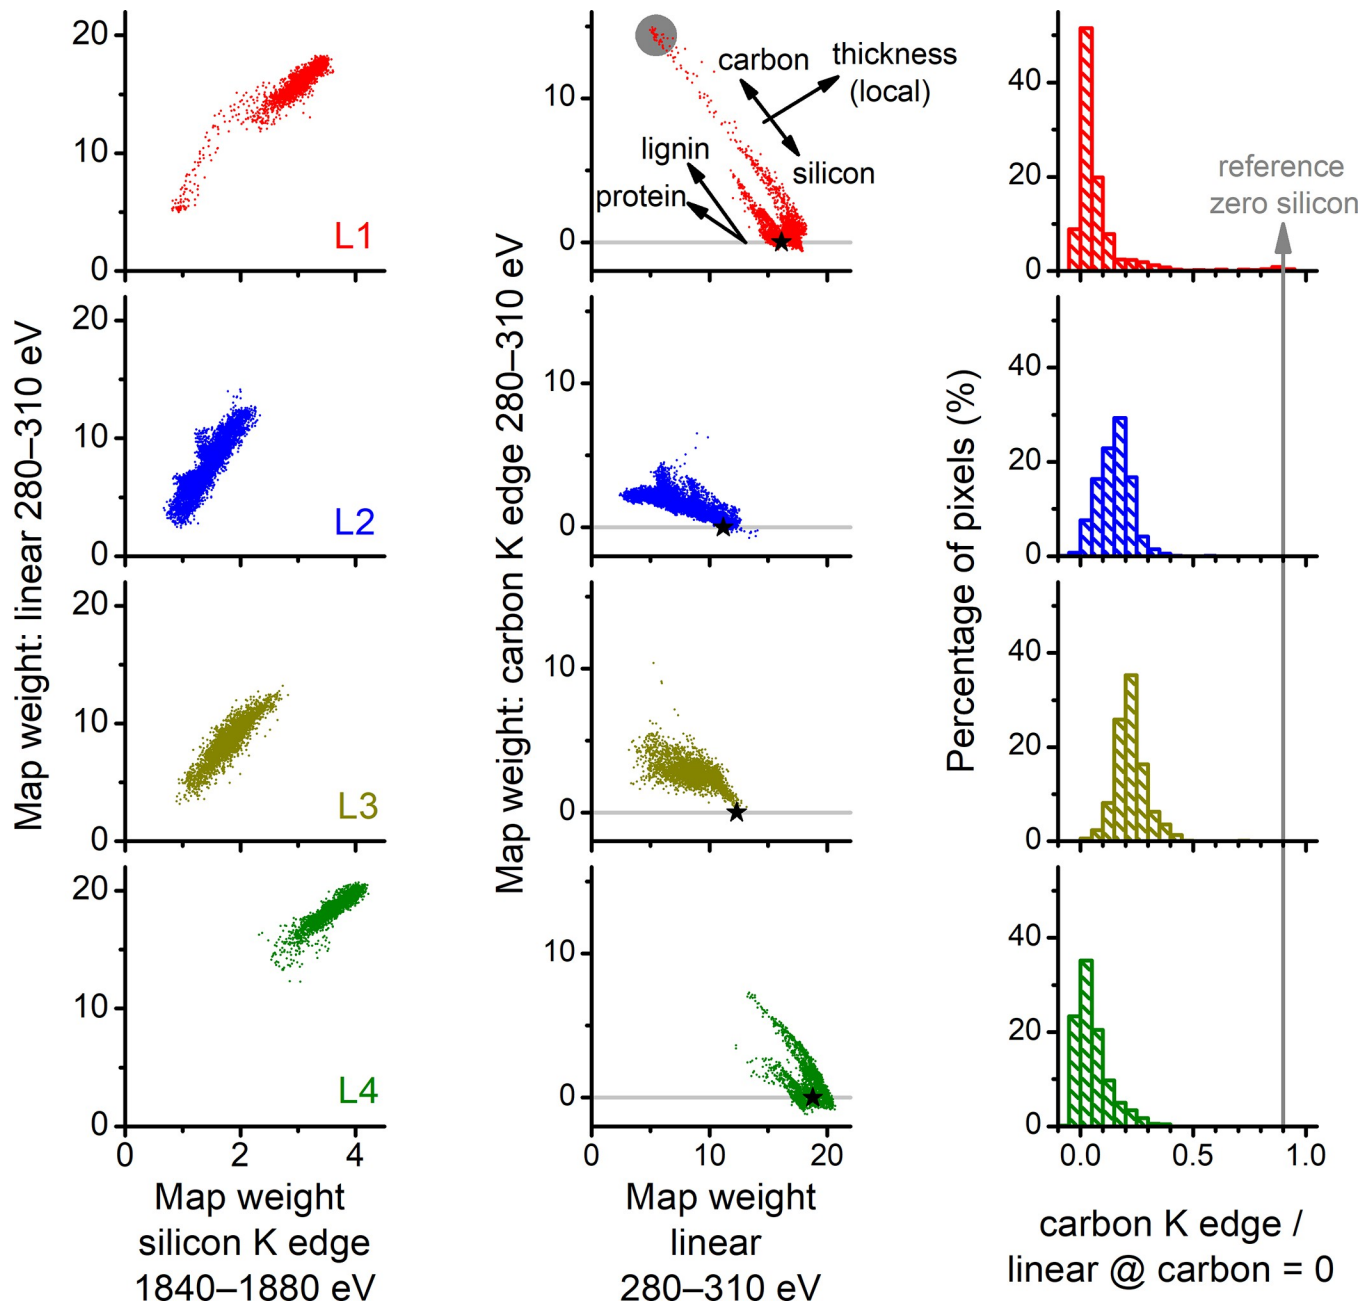 Map weight: linear 280–310 eV
20
10
0
L1
20
10
0
L2
20
10
0
L3
20
10
0
L4
0
2
4
Map weight
silicon K edge
1840–1880 eV
Map weight: carbon K edge 280–310 eV
10
0
carbon
thickness
(local)
lignin
protein
silicon
10
0
10
0
10
0
0
10
20
Map weight
linear
280–310 eV
Percentage of pixels (%)
40
20
0
reference
zero silicon
40
20
0
40
20
0
40
20
0
0.0
0.5
1.0
carbon K edge /
linear @ carbon = 0